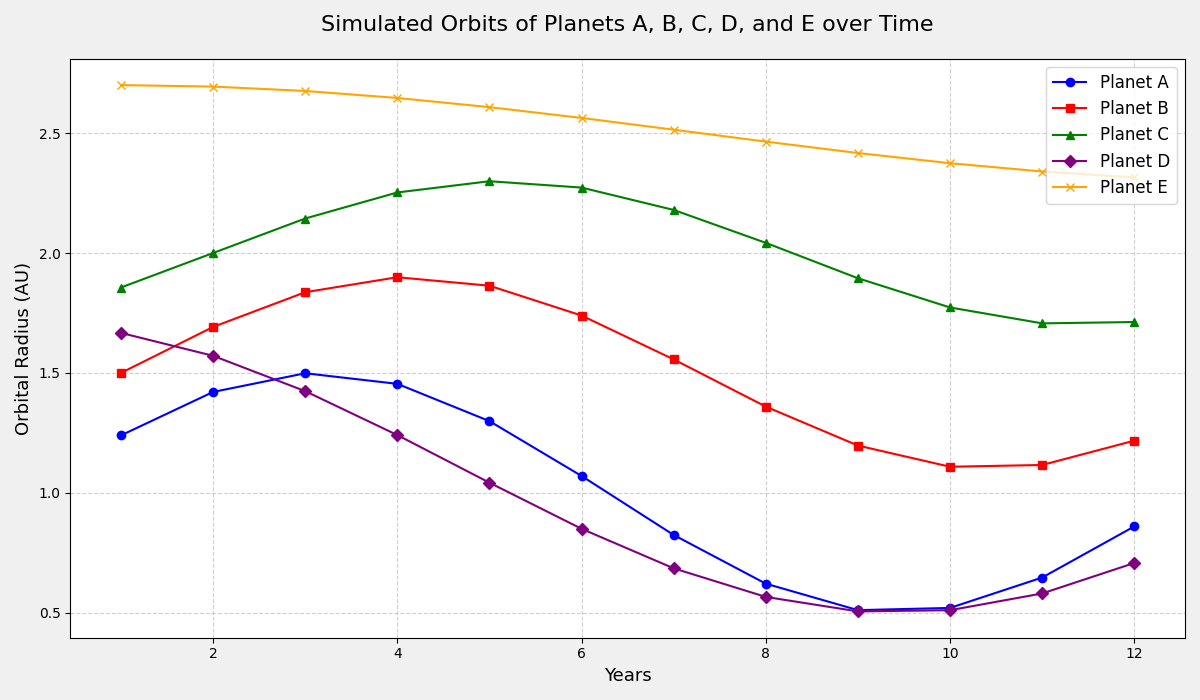 Simulated Orbits of Planets A, B, C, D, and E over Time
Orbital Radius (AU)
2.5
2.0
1.5
1.0
0.5
Planet A
Planet B
Planet C
Planet D
Planet E
2 4 6 8 10 12
Years